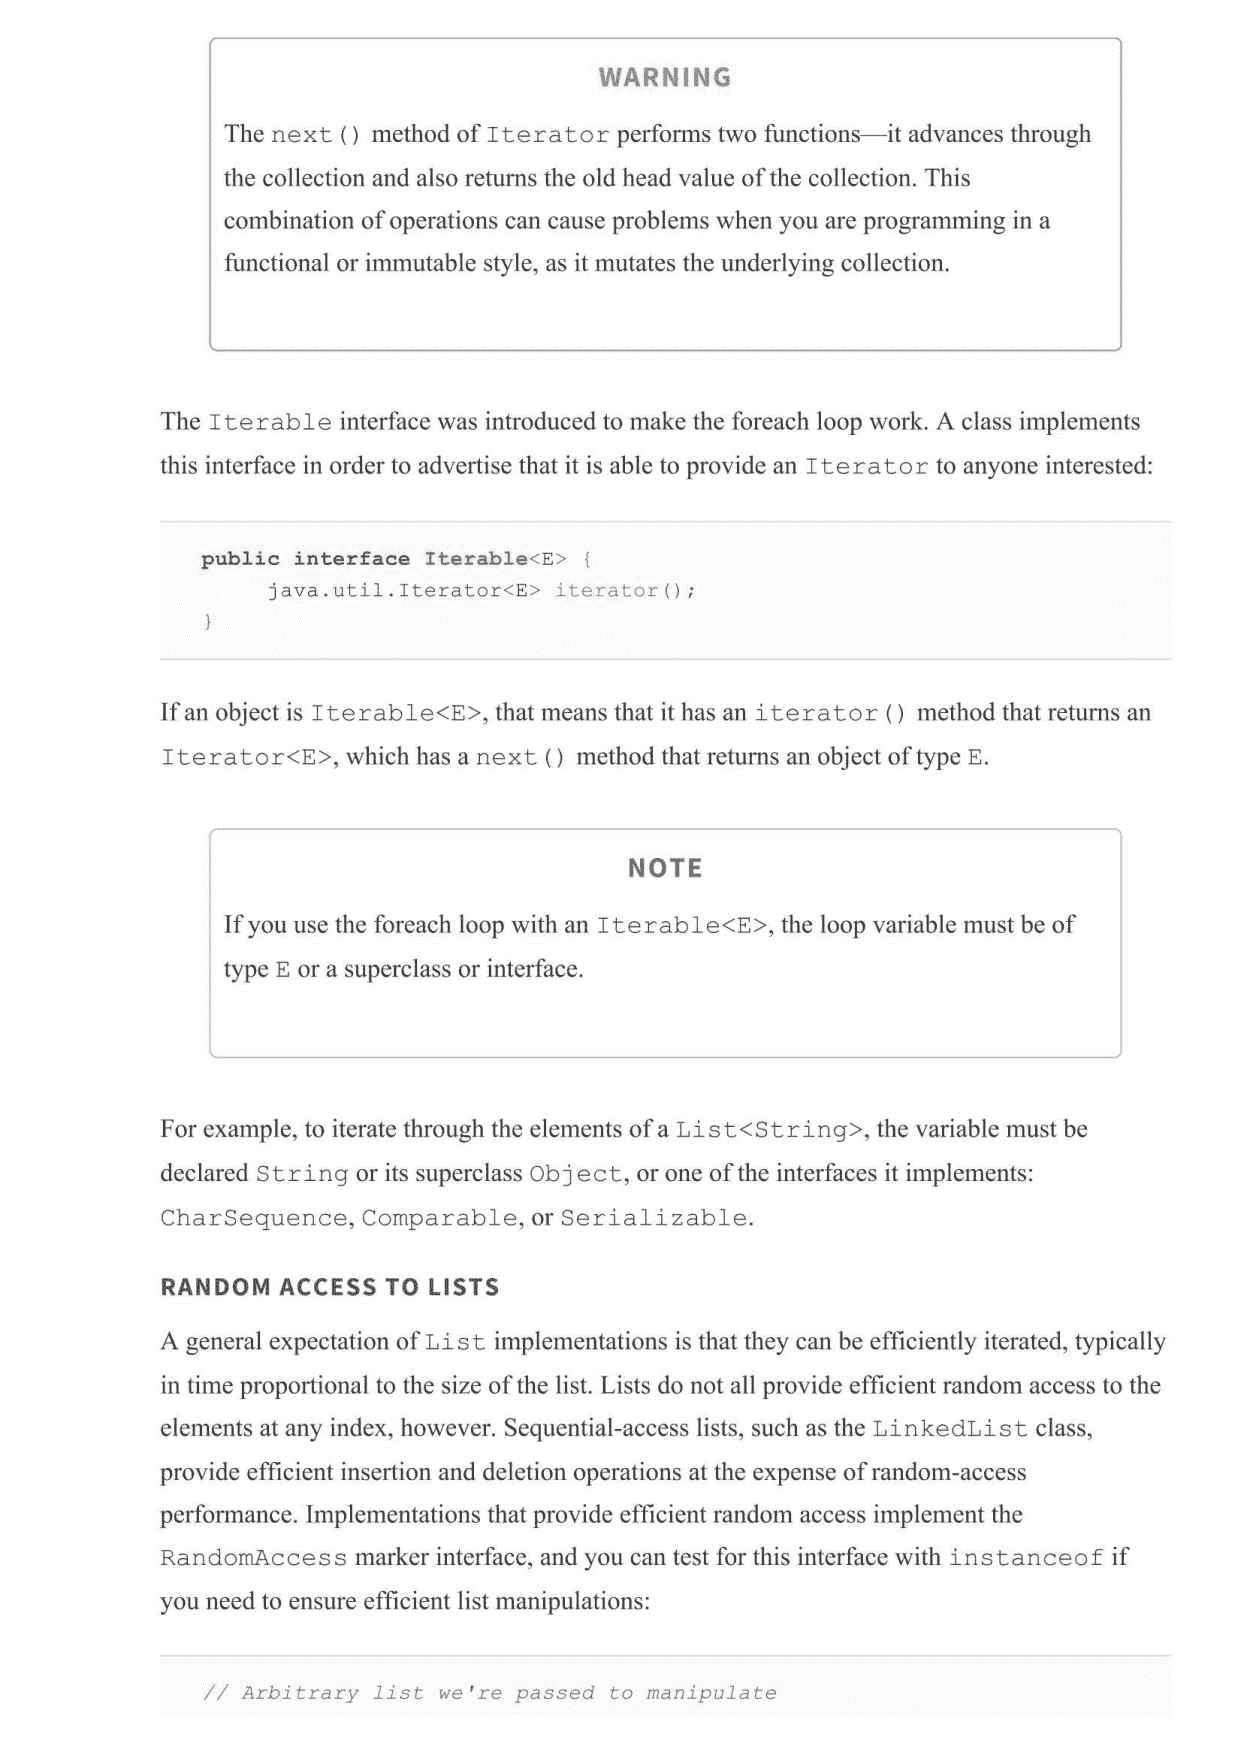 WARNING
The next() method of Iterator performs two functions—it advances through
the collection and also returns the old head value of the collection. This
combination of operations can cause problems when you are programming in a
functional or immutable style, as it mutates the underlying collection.
The Iterable interface was introduced to make the foreach loop work. A class implements
this interface in order to advertise that it is able to provide an Iterator to anyone interested:
public interface Iterable<E> {
java.util.Iterator<E> iterator();
}
If an object is Iterable<E>, that means that it has an iterator() method that returns an
Iterator<E>, which has a next() method that returns an object of type E.
NOTE
If you use the foreach loop with an Iterable<E>, the loop variable must be of
type E or a superclass or interface.
For example, to iterate through the elements of a List<String>, the variable must be
declared String or its superclass Object, or one of the interfaces it implements:
CharSequence, Comparable, or Serializable.
RANDOM ACCESS TO LISTS
A general expectation of List implementations is that they can be efficiently iterated, typically
in time proportional to the size of the list. Lists do not all provide efficient random access to the
elements at any index, however. Sequential-access lists, such as the LinkedList class,
provide efficient insertion and deletion operations at the expense of random-access
performance. Implementations that provide efficient random access implement the
RandomAccess marker interface, and you can test for this interface with instanceof if
you need to ensure efficient list manipulations:
// Arbitrary list we're passed to manipulate